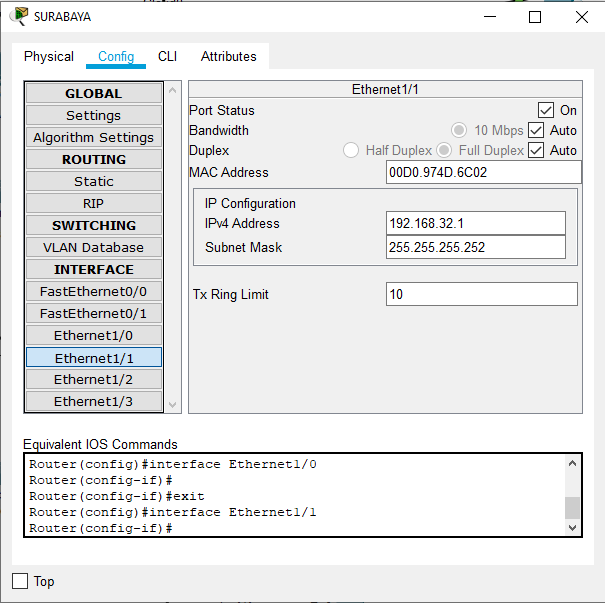 SURABAYA
Physical Config CLI Attributes
GLOBAL
Settings
Algorithm Settings
ROUTING
Static
RIP
SWITCHING
VLAN Database
INTERFACE
FastEthernet0/0
FastEthernet0/1
Ethernet1/0
Ethernet1/1
Ethernet1/2
Ethernet1/3
Ethernet1/1
Port Status On
Bandwidth 10 Mbps Auto
Duplex Half Duplex Full Duplex Auto
MAC Address 00D0.974D.6C02
IP Configuration
IPv4 Address 192.168.32.1
Subnet Mask 255.255.255.252
Tx Ring Limit 10
Equivalent IOS Commands
Router(config)#interface Ethernet1/0
Router(config-if)#
Router(config-if)#exit
Router(config)#interface Ethernet1/1
Router(config-if)#
Top